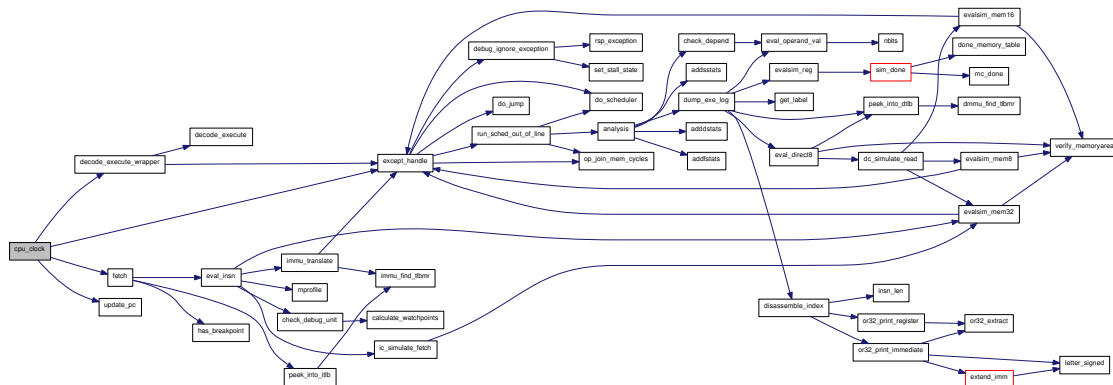 evalsim_mem16
debug_ignore_exception
rsp_exception
check_depend
eval_operand_val
nbits
done_memory_table
set_stall_state
addsstats
evalsim_reg
sim_done
mc_done
do_scheduler
dump_exe_log
get_label
do_jump
peek_into_dtlb
dmmu_find_tlbmr
decode_execute
run_sched_out_of_line
analysis
adddstats
verify_memoryarea
decode_execute_wrapper
except_handle
op_join_mem_cycles
addfstats
eval_direct8
dc_simulate_read
evalsim_mem8
evalsim_mem32
cpu_clock
immu_translate
fetch
eval_insn
immu_find_tlbmr
mprofile
insn_len
update_pc
disassemble_index
check_debug_unit
calculate_watchpoints
or32_print_register
or32_extract
has_breakpoint
ic_simulate_fetch
or32_print_immediate
letter_signed
peek_into_itlb
extend_imm